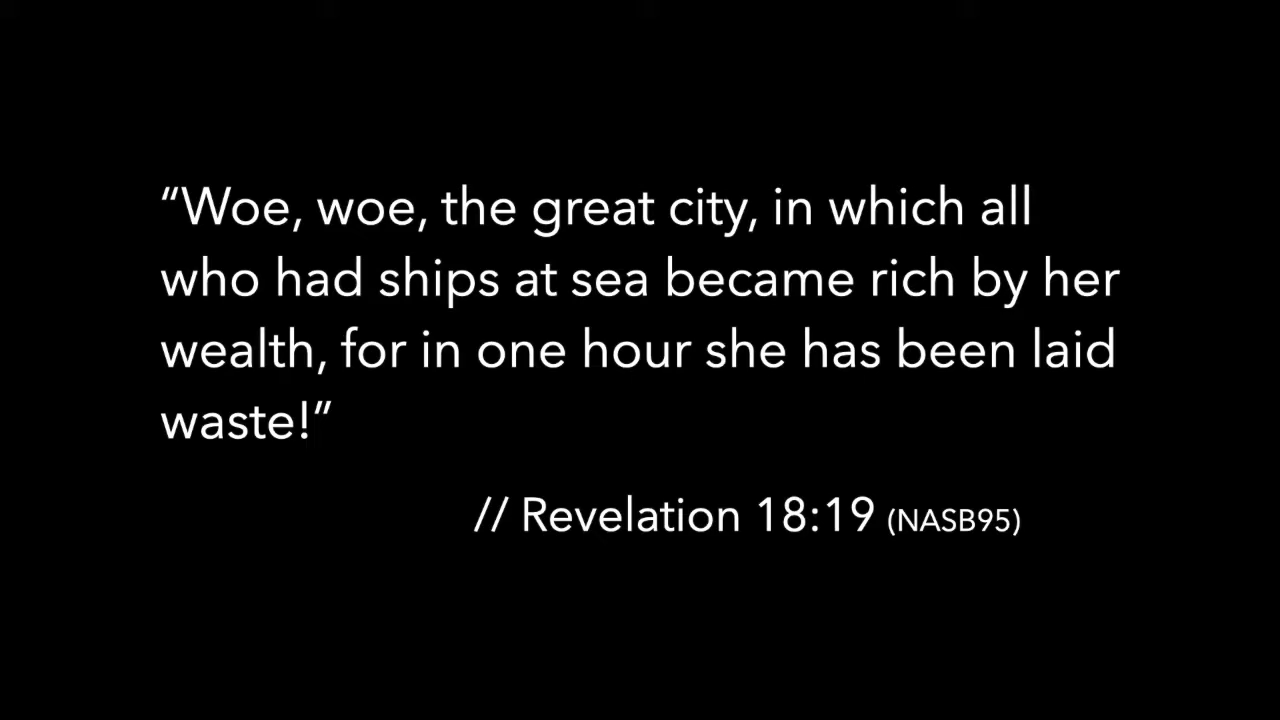 “Woe, woe, the great city, in which all
who had ships at sea became rich by her
wealth, for in one hour she has been laid
waste!”
// Revelation 18:19 (NASB95)